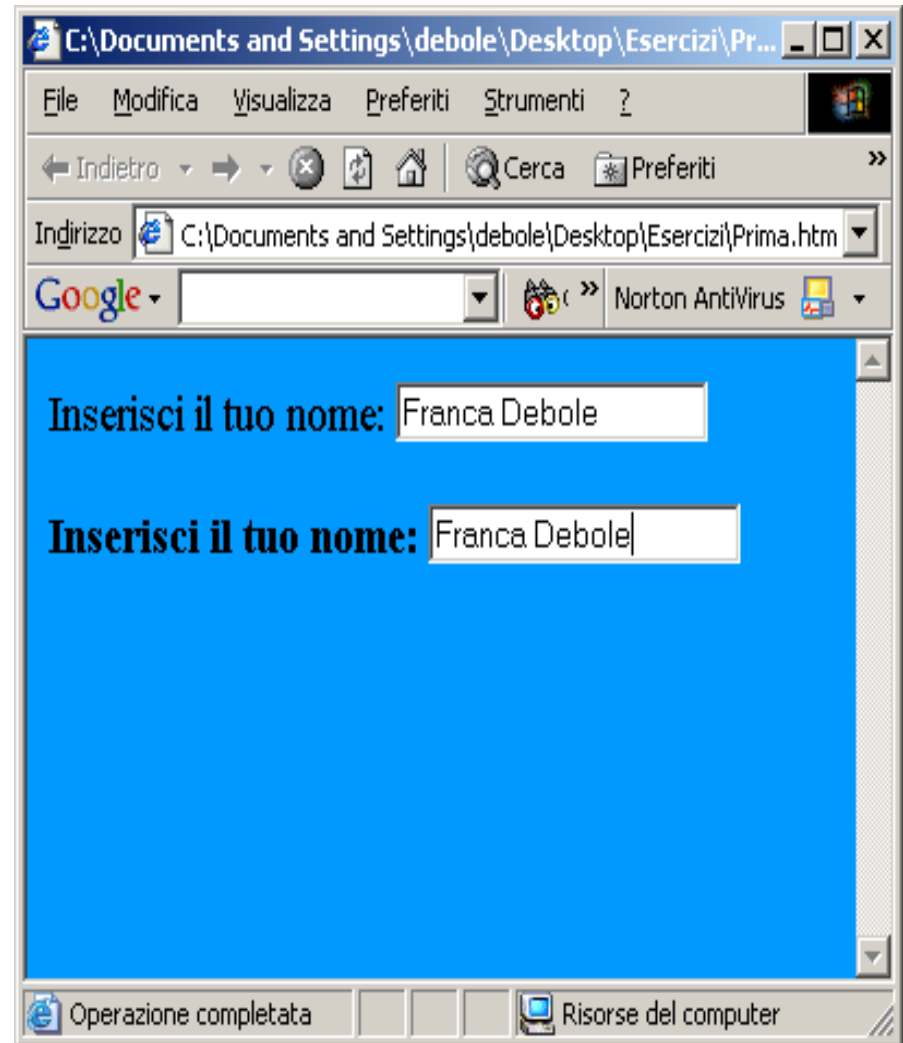 C:\Documents and Settings\debole\Desktop\Esercizi\Pr...
File Modifica Visualizza Preferiti Strumenti ?
Indietro Cerca Preferiti »
Indirizzo C:\Documents and Settings\debole\Desktop\Esercizi\Prima.htm
Google » Norton AntiVirus
Inserisci il tuo nome: Franca Debole
Inserisci il tuo nome: Franca Debole
Operazione completata Risorse del computer